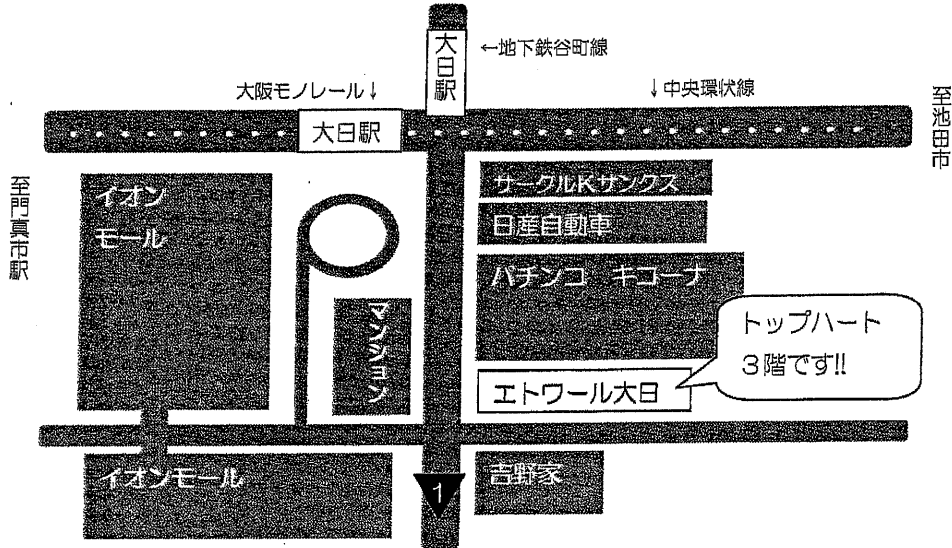 大日駅
←地下鉄谷町線
大阪モノレール↓
↓中央環状線
大日駅
至池田市
至門真市駅
イオン
モール
サークルKサンクス
日産自動車
パチンコ キコーナ
マンション
トップハート
3階です!!
エトワール大日
イオンモール
1
吉野家